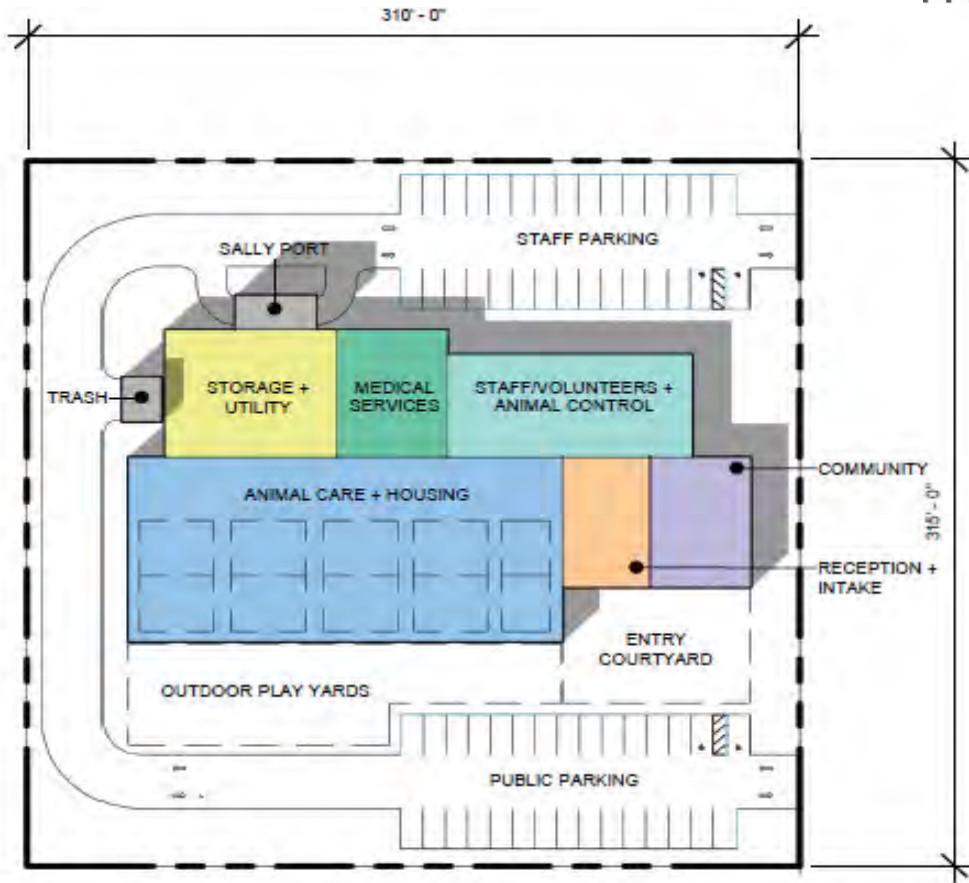 310' - 0"
STAFF PARKING
SALLY PORT
STORAGE +
UTILITY
MEDICAL
SERVICES
STAFF/VOLUNTEERS +
ANIMAL CONTROL
TRASH
COMMUNITY
ANIMAL CARE + HOUSING
315' - 0"
RECEPTION +
INTAKE
ENTRY
COURTYARD
OUTDOOR PLAY YARDS
PUBLIC PARKING